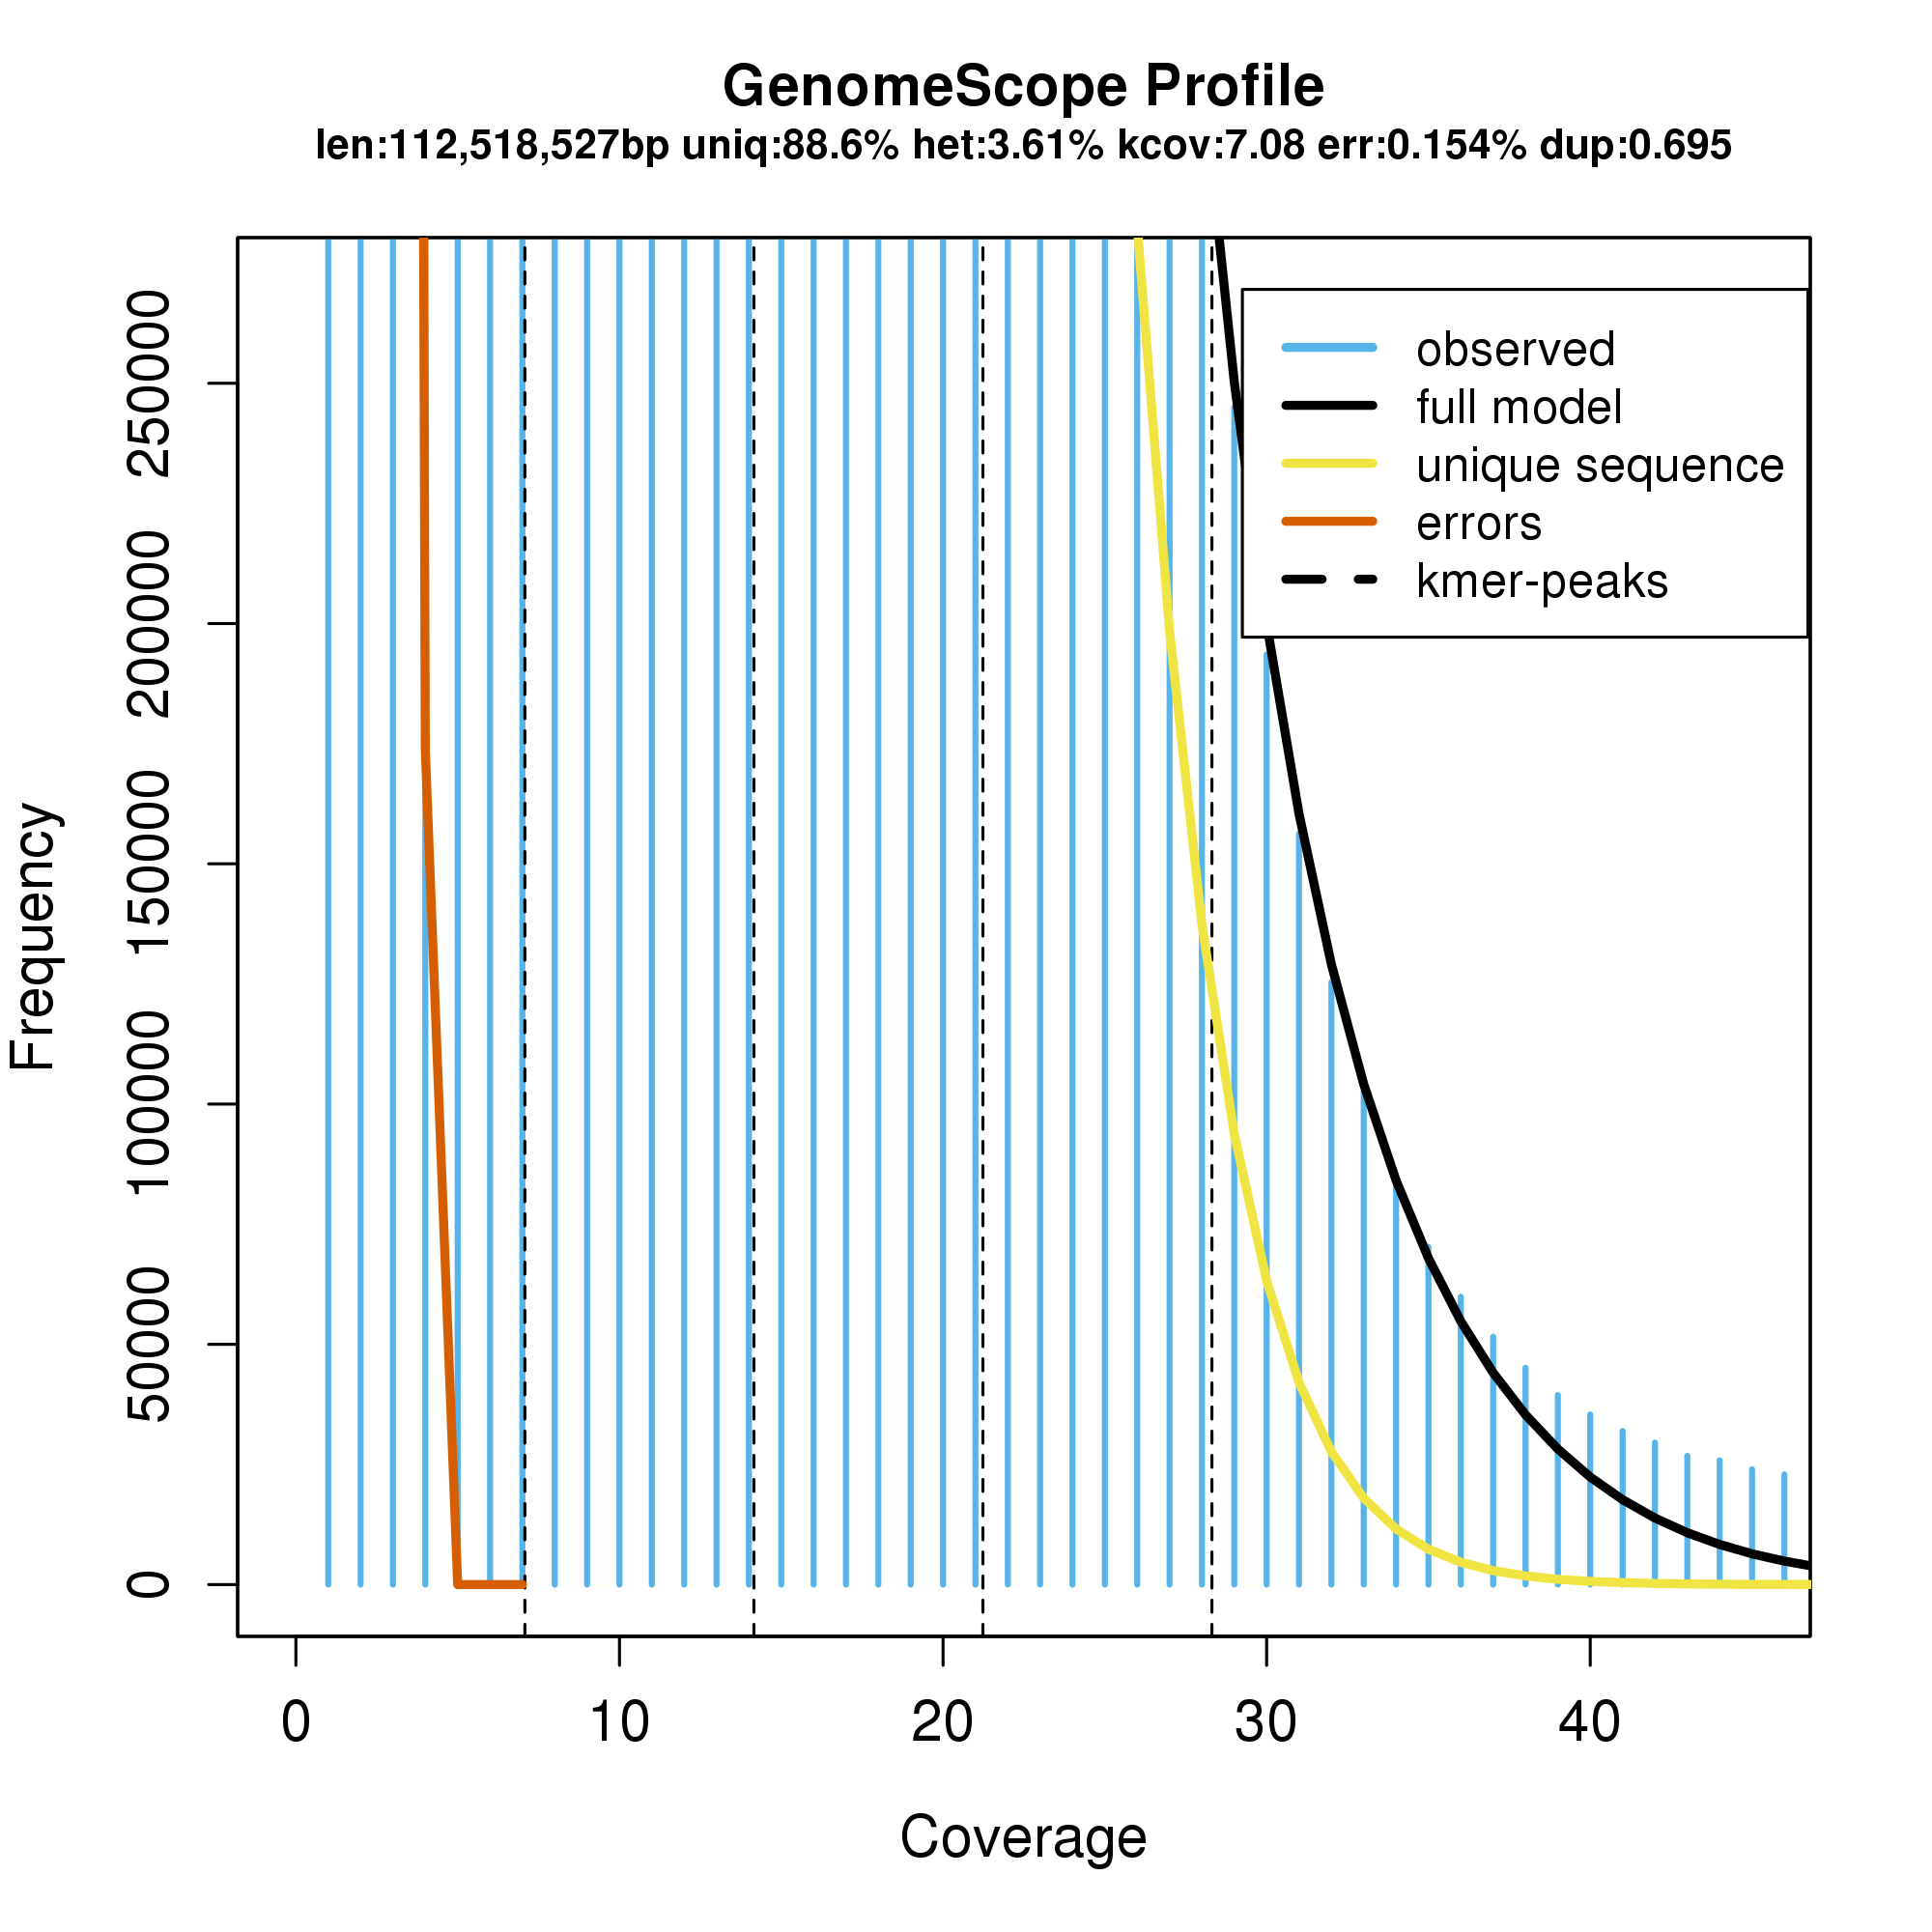 GenomeScope Profile
len:112,518,527bp uniq:88.6% het:3.61% kcov:7.08 err:0.154% dup:0.695
observed
full model
unique sequence
errors
kmer-peaks
Frequency
250000
200000
150000
100000
50000
0
0 10 20 30 40
Coverage